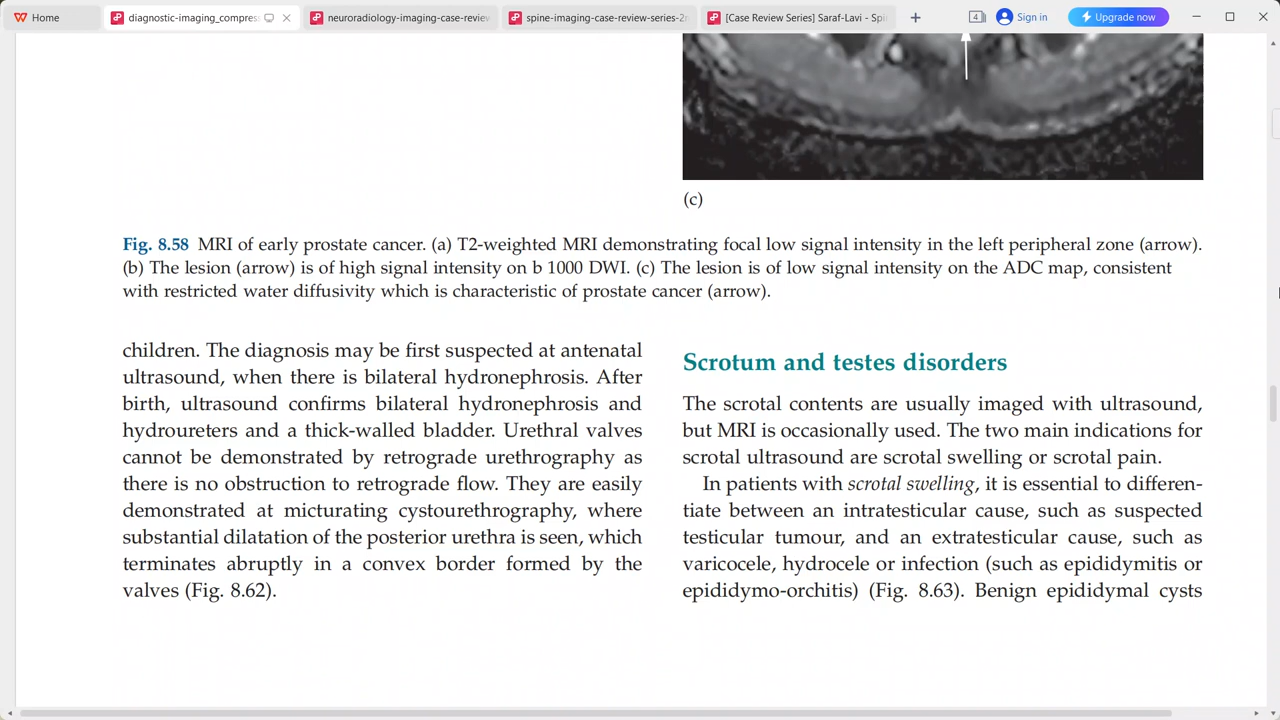 Home
diagnostic-imaging_compres
neuroradiology-imaging-case-review
spine-imaging-case-review-series-2
[Case Review Series] Saraf-Lavi - Spi
4
Sign in
Upgrade now
(c)
Fig. 8.58 MRI of early prostate cancer. (a) T2-weighted MRI demonstrating focal low signal intensity in the left peripheral zone (arrow).
(b) The lesion (arrow) is of high signal intensity on b 1000 DWI. (c) The lesion is of low signal intensity on the ADC map, consistent
with restricted water diffusivity which is characteristic of prostate cancer (arrow).
children. The diagnosis may be first suspected at antenatal
ultrasound, when there is bilateral hydronephrosis. After
birth, ultrasound confirms bilateral hydronephrosis and
hydroureters and a thick-walled bladder. Urethral valves
cannot be demonstrated by retrograde urethrography as
there is no obstruction to retrograde flow. They are easily
demonstrated at micturating cystourethrography, where
substantial dilatation of the posterior urethra is seen, which
terminates abruptly in a convex border formed by the
valves (Fig. 8.62).
Scrotum and testes disorders
The scrotal contents are usually imaged with ultrasound,
but MRI is occasionally used. The two main indications for
scrotal ultrasound are scrotal swelling or scrotal pain.
In patients with scrotal swelling, it is essential to differen-
tiate between an intratesticular cause, such as suspected
testicular tumour, and an extratesticular cause, such as
varicocele, hydrocele or infection (such as epididymitis or
epididymo-orchitis) (Fig. 8.63). Benign epididymal cysts